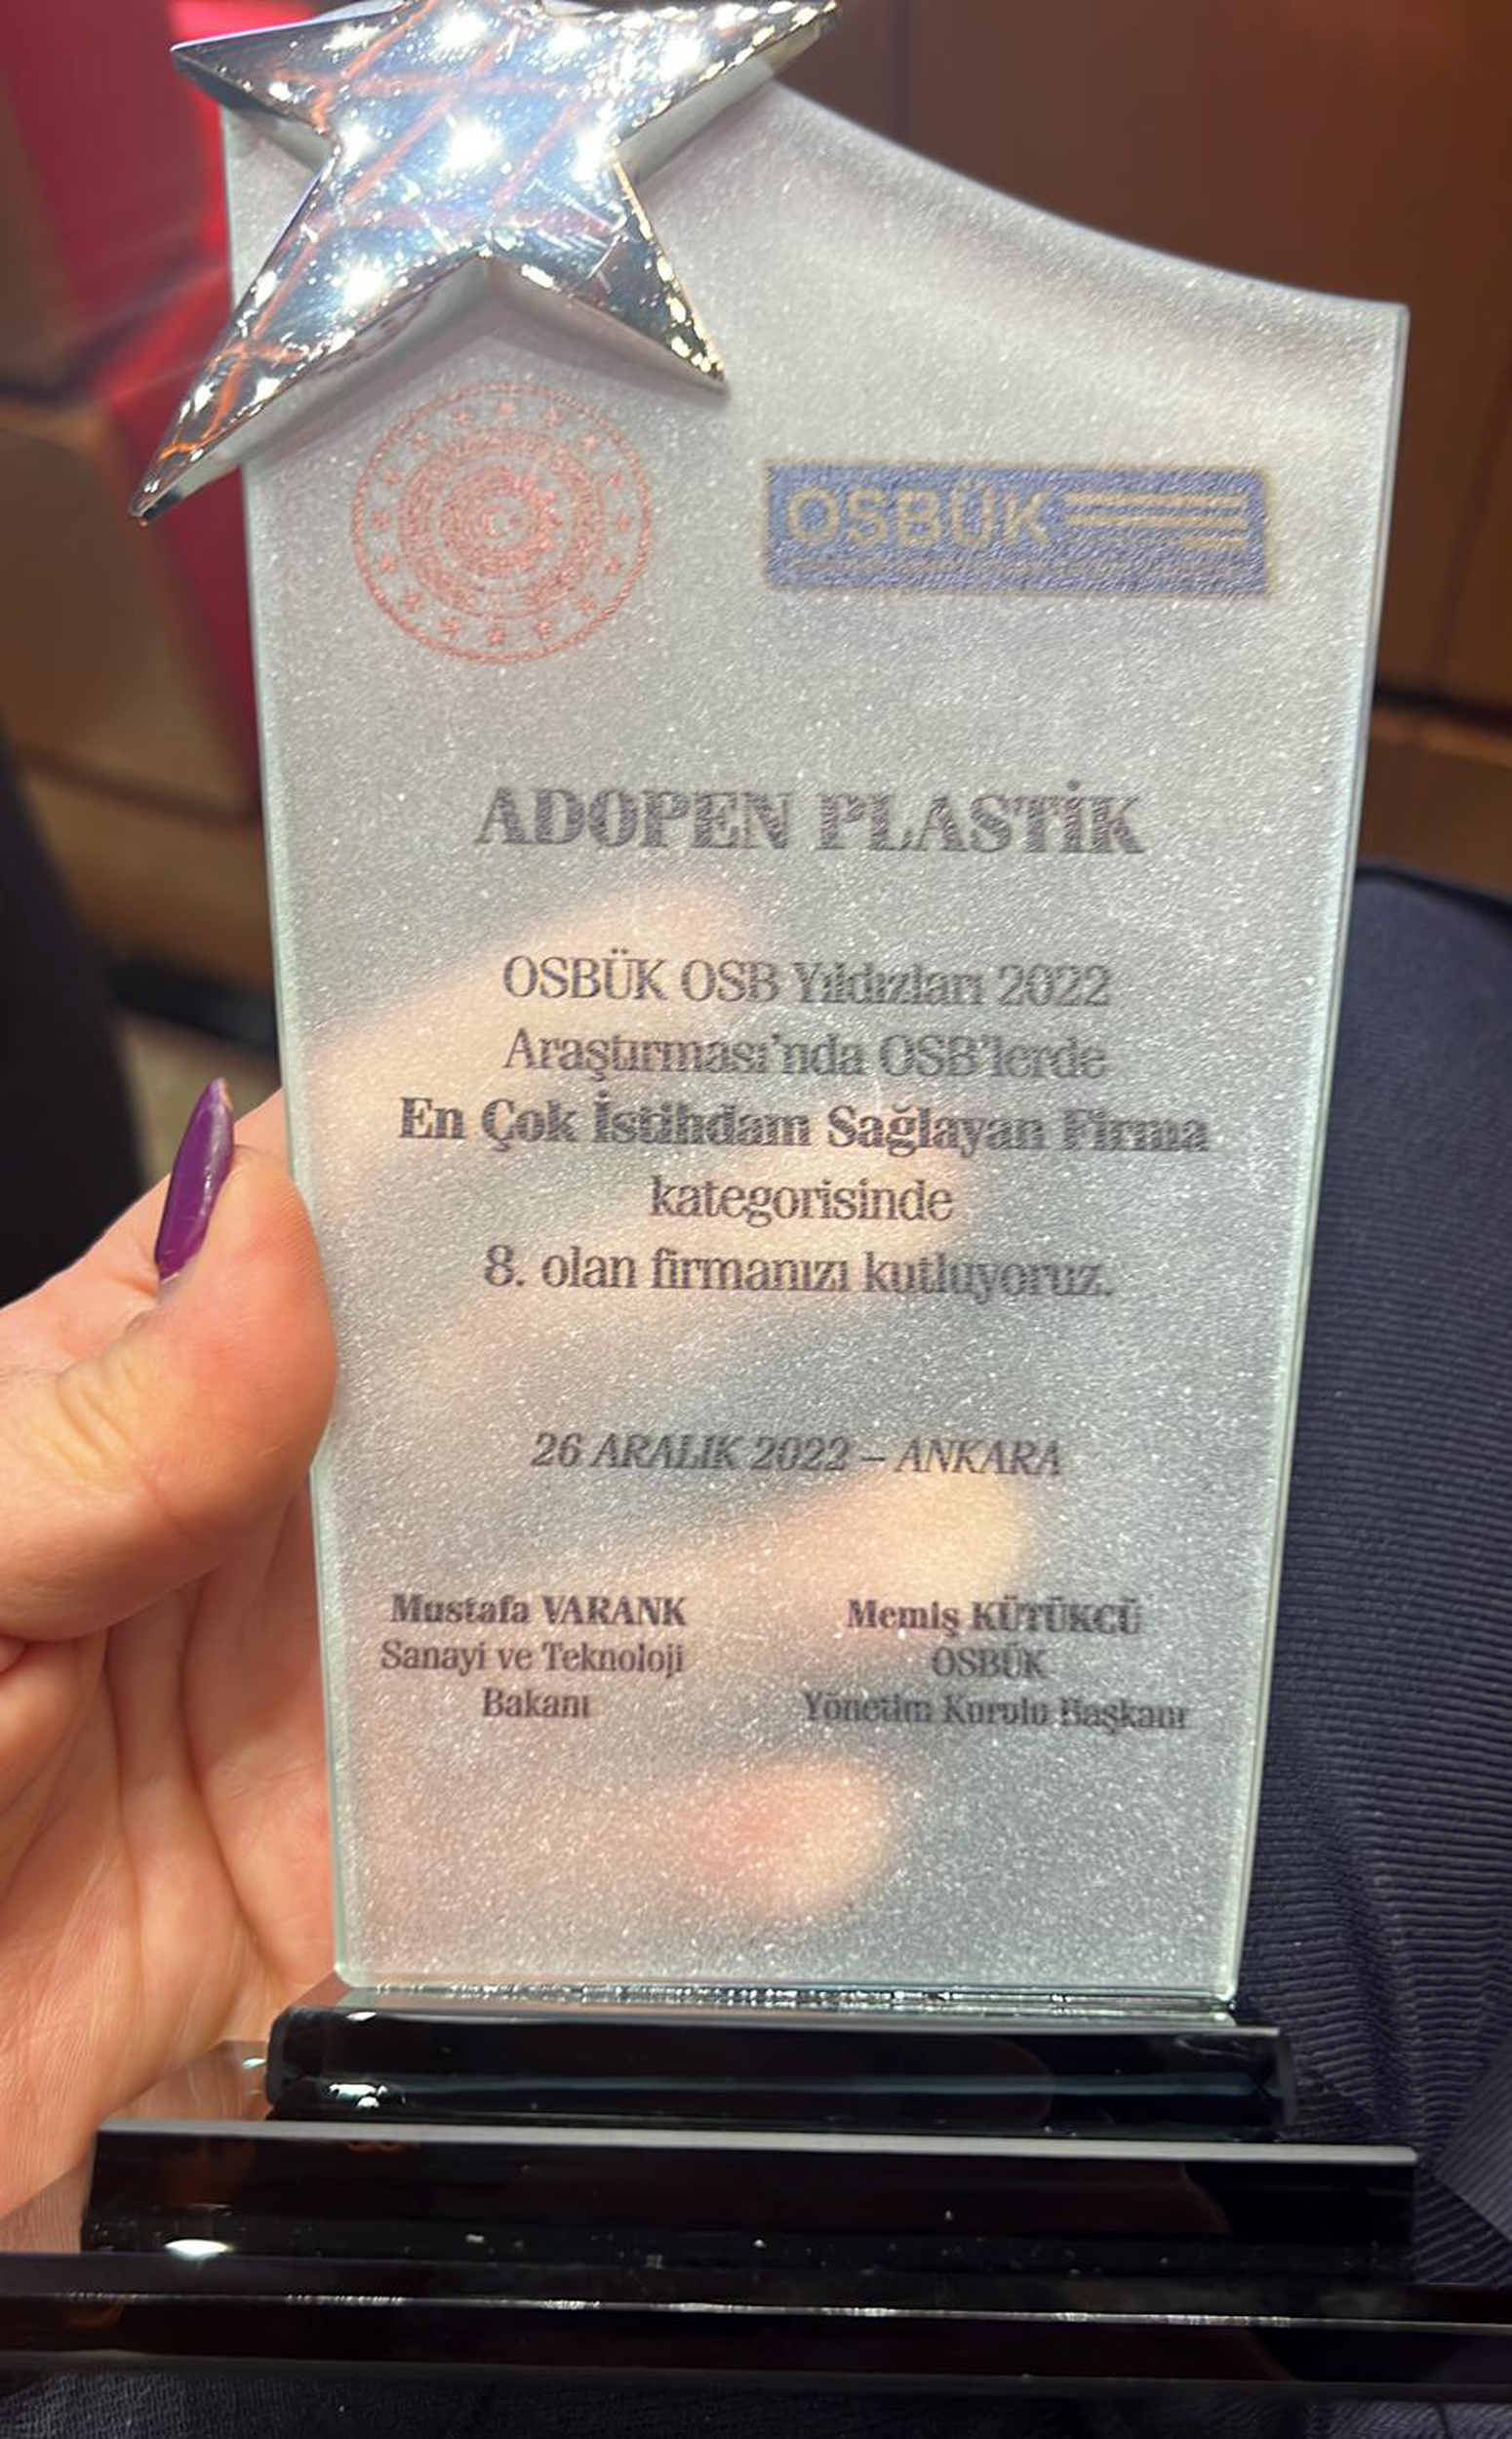 OSBÜK
ADOPEN PLASTİK
OSBÜK OSB Yıldızları 2022
Araştırması'nda OSB'lerde
En Çok İstihdam Sağlayan Firma
kategorisinde
8. olan firmanızı kutluyoruz.
26 ARALIK 2022 – ANKARA
Mustafa VARANK
Sanayi ve Teknoloji
Bakanı
Memiş KÜTÜKCÜ
OSBÜK
Yönetim Kurulu Başkanı